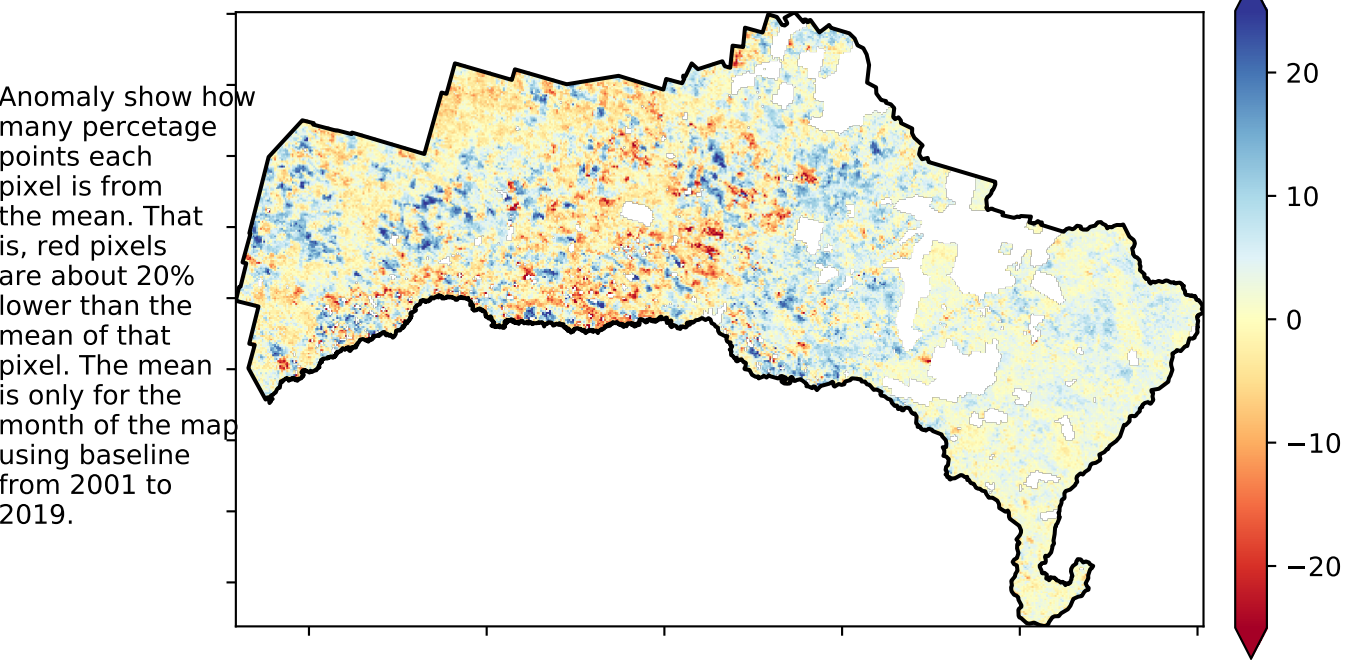 Anomaly show how
many percetage
points each
pixel is from
the mean. That
is, red pixels
are about 20%
lower than the
mean of that
pixel. The mean
is only for the
month of the map
using baseline
from 2001 to
2019.
20
10
0
−10
−20